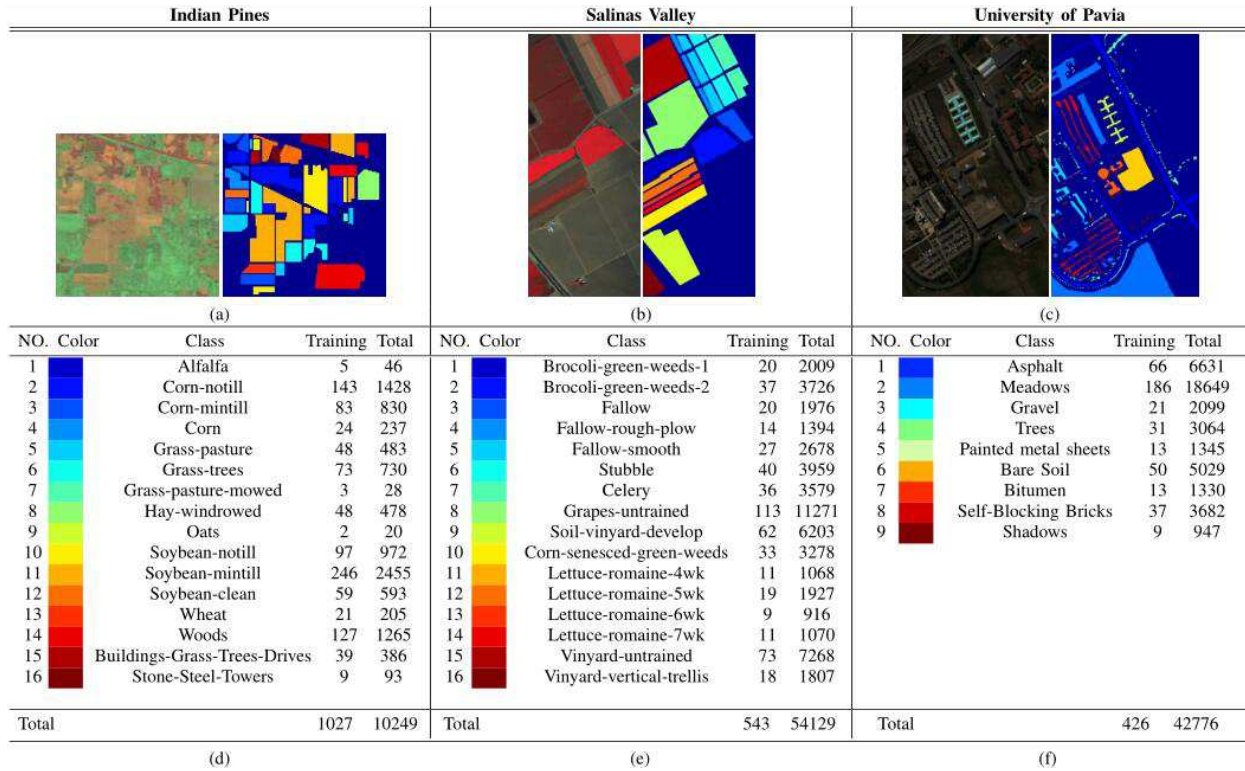 Indian Pines Salinas Valley University of Pavia
(a) (b) (c)
NO. Color Class Training Total NO. Color Class Training Total NO. Color Class Training Total
1 Alfalfa 5 46 1 Brocoli-green-weeds-1 20 2009 1 Asphalt 66 6631
2 Corn-notill 143 1428 2 Brocoli-green-weeds-2 37 3726 2 Meadows 186 18649
3 Corn-mintill 83 830 3 Fallow 20 1976 3 Gravel 21 2099
4 Corn 24 237 4 Fallow-rough-plow 14 1394 4 Trees 31 3064
5 Grass-pasture 48 483 5 Fallow-smooth 27 2678 5 Painted metal sheets 13 1345
6 Grass-trees 73 730 6 Stubble 40 3959 6 Bare Soil 50 5029
7 Grass-pasture-mowed 3 28 7 Celery 36 3579 7 Bitumen 13 1330
8 Hay-windrowed 48 478 8 Grapes-untrained 113 11271 8 Self-Blocking Bricks 37 3682
9 Oats 2 20 9 Soil-vinyard-develop 62 6203 9 Shadows 9 947
10 Soybean-notill 97 972 10 Corn-senesced-green-weeds 33 3278
11 Soybean-mintill 246 2455 11 Lettuce-romaine-4wk 11 1068
12 Soybean-clean 59 593 12 Lettuce-romaine-5wk 19 1927
13 Wheat 21 205 13 Lettuce-romaine-6wk 9 916
14 Woods 127 1265 14 Lettuce-romaine-7wk 11 1070
15 Buildings-Grass-Trees-Drives 39 386 15 Vinyard-untrained 73 7268
16 Stone-Steel-Towers 9 93 16 Vinyard-vertical-trellis 18 1807
Total 1027 10249 Total 543 54129 Total 426 42776
(d) (e) (f)